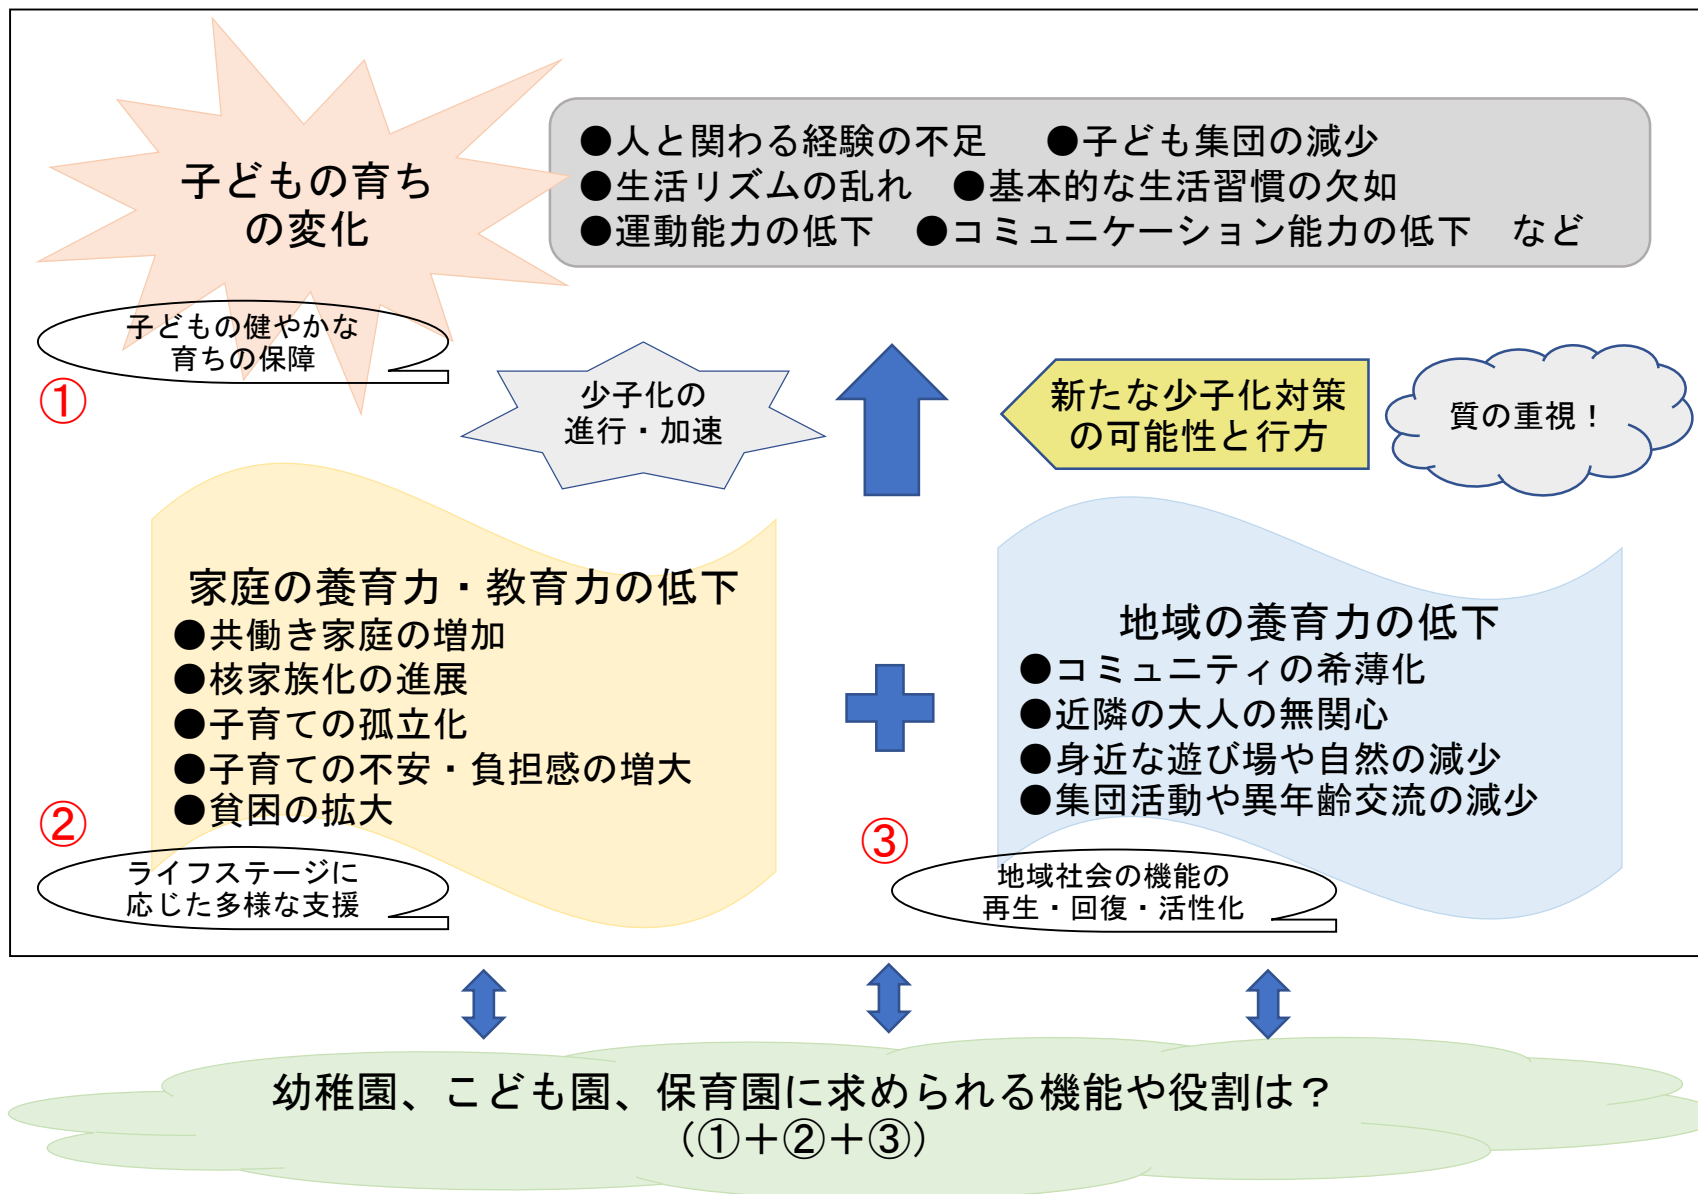 子どもの育ち
の変化
●人と関わる経験の不足　●子ども集団の減少
●生活リズムの乱れ　●基本的な生活習慣の欠如
●運動能力の低下　●コミュニケーション能力の低下　など
子どもの健やかな
育ちの保障
①
少子化の
進行・加速
新たな少子化対策
の可能性と行方
質の重視！
家庭の養育力・教育力の低下
●共働き家庭の増加
●核家族化の進展
●子育ての孤立化
●子育ての不安・負担感の増大
●貧困の拡大
②
ライフステージに
応じた多様な支援
地域の養育力の低下
●コミュニティの希薄化
●近隣の大人の無関心
●身近な遊び場や自然の減少
●集団活動や異年齢交流の減少
③
地域社会の機能の
再生・回復・活性化
幼稚園、こども園、保育園に求められる機能や役割は？
（①＋②＋③）